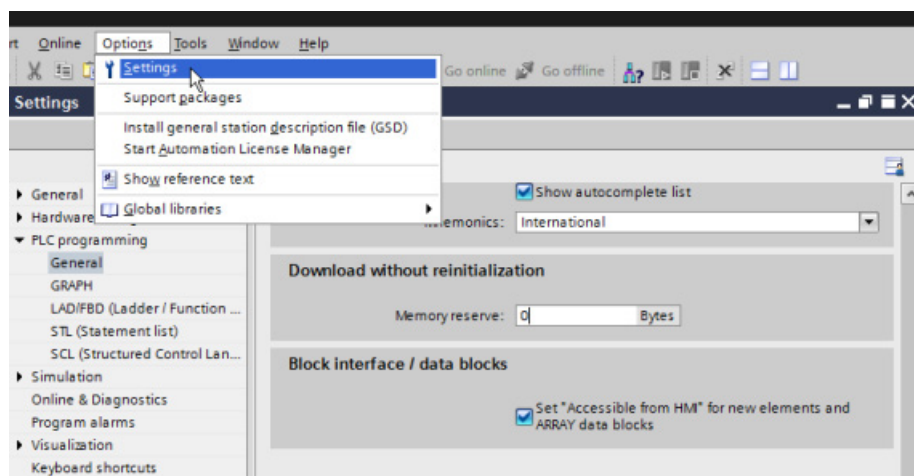 rt Online Options Tools Window Help
Settings Go online Go offline
Settings
Support packages
Install general station description file (GSD)
Start Automation License Manager
Show reference text
General Show autocomplete list
Global libraries
Hardware emonics: International
PLC programming
General Download without reinitialization
GRAPH
LAD/FBD (Ladder / Function ... Memory reserve: 0 Bytes
STL (Statement list)
SCL (Structured Control Lan... Block interface / data blocks
Simulation
Online & Diagnostics Set "Accessible from HMI" for new elements and
Program alarms ARRAY data blocks
Visualization
Keyboard shortcuts